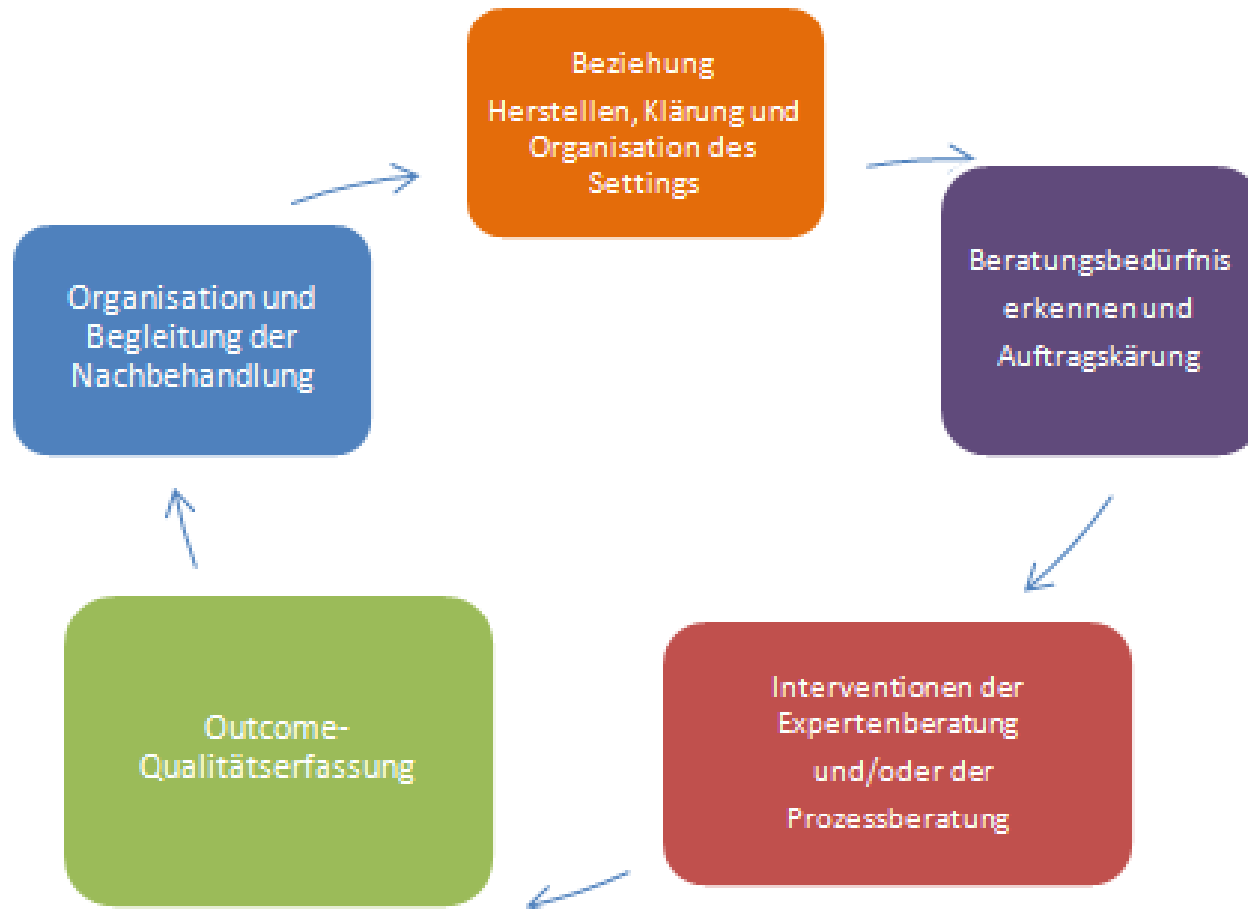 Beziehung
Herstellen, Klärung und
Organisation des
Settings
Beratungsbedürfnis
erkennen und
Auftragskärung
Interventionen der
Expertenberatung
und/oder der
Prozessberatung
Outcome-
Qualitätserfassung
Organisation und
Begleitung der
Nachbehandlung